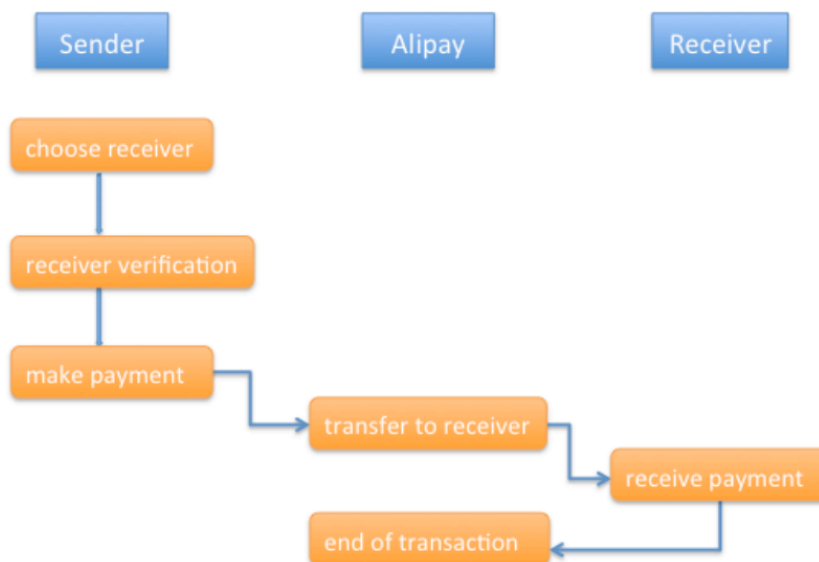 Sender
Alipay
Receiver
choose receiver
receiver verification
make payment
transfer to receiver
receive payment
end of transaction